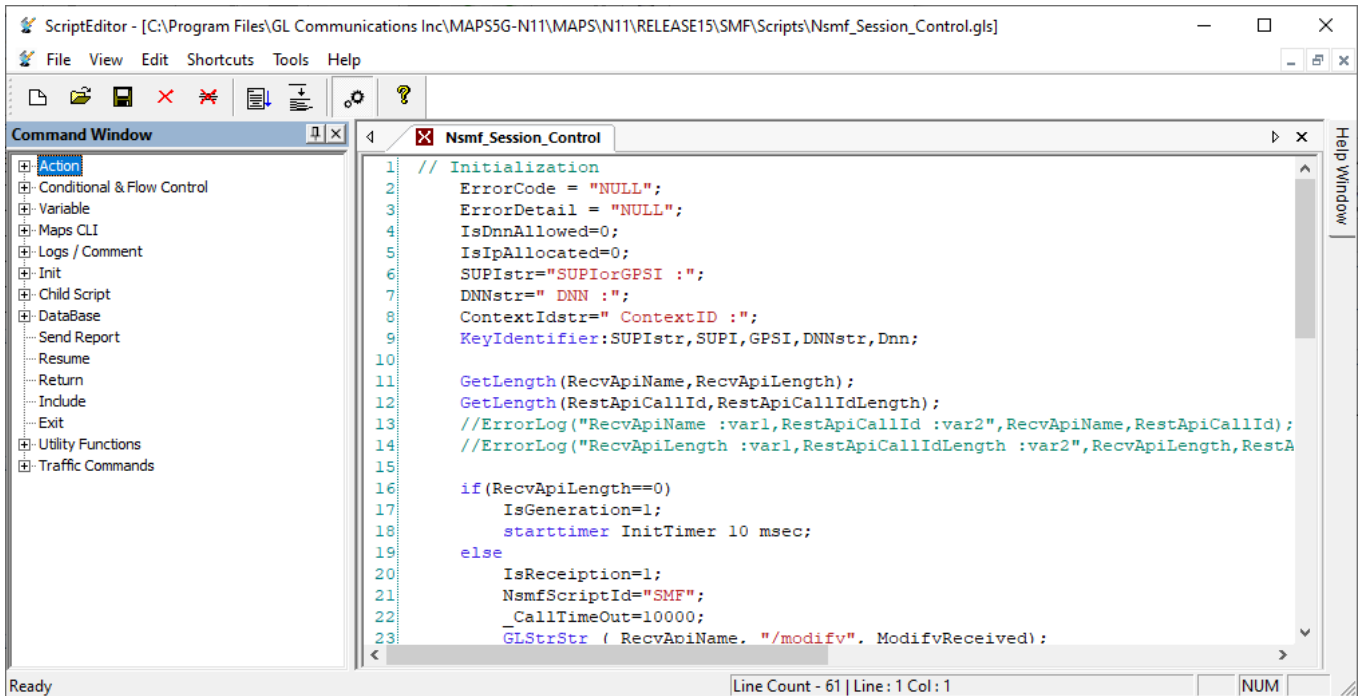 ScriptEditor - [C:\Program Files\GL Communications Inc\MAPS5G-N11\MAPS\N11\RELEASE15\SMF\Scripts\Nsmf_Session_Control.gls]
File View Edit Shortcuts Tools Help
Command Window
Action
Conditional & Flow Control
Variable
Maps CLI
Logs / Comment
Init
Child Script
DataBase
Send Report
Resume
Return
Include
Exit
Utility Functions
Traffic Commands
Nsmf_Session_Control
1 // Initialization
2 ErrorCode = "NULL";
3 ErrorDetail = "NULL";
4 IsDnnAllowed=0;
5 IsIpAllocated=0;
6 SUPIstr="SUPIorGPSI :";
7 DNNstr=" DNN :";
8 ContextIdstr=" ContextID :";
9 KeyIdentifier:SUPIstr,SUPI,GPSI,DNNstr,Dnn;
10
11 GetLength(RecvApiName,RecvApiLength);
12 GetLength(RestApiCallId,RestApiCallIdLength);
13 //ErrorLog("RecvApiName :var1,RestApiCallId :var2",RecvApiName,RestApiCallId);
14 //ErrorLog("RecvApiLength :var1,RestApiCallIdLength :var2",RecvApiLength,RestA
15
16 if(RecvApiLength==0)
17 IsGeneration=1;
18 starttimer InitTimer 10 msec;
19 else
20 IsReceiption=1;
21 NsmfScriptId="SMF";
22 _CallTimeOut=10000;
23 GLStrStr ( RecvApiName, "/modify", ModifyReceived);
Help Window
Ready
Line Count - 61 | Line : 1 Col : 1
NUM